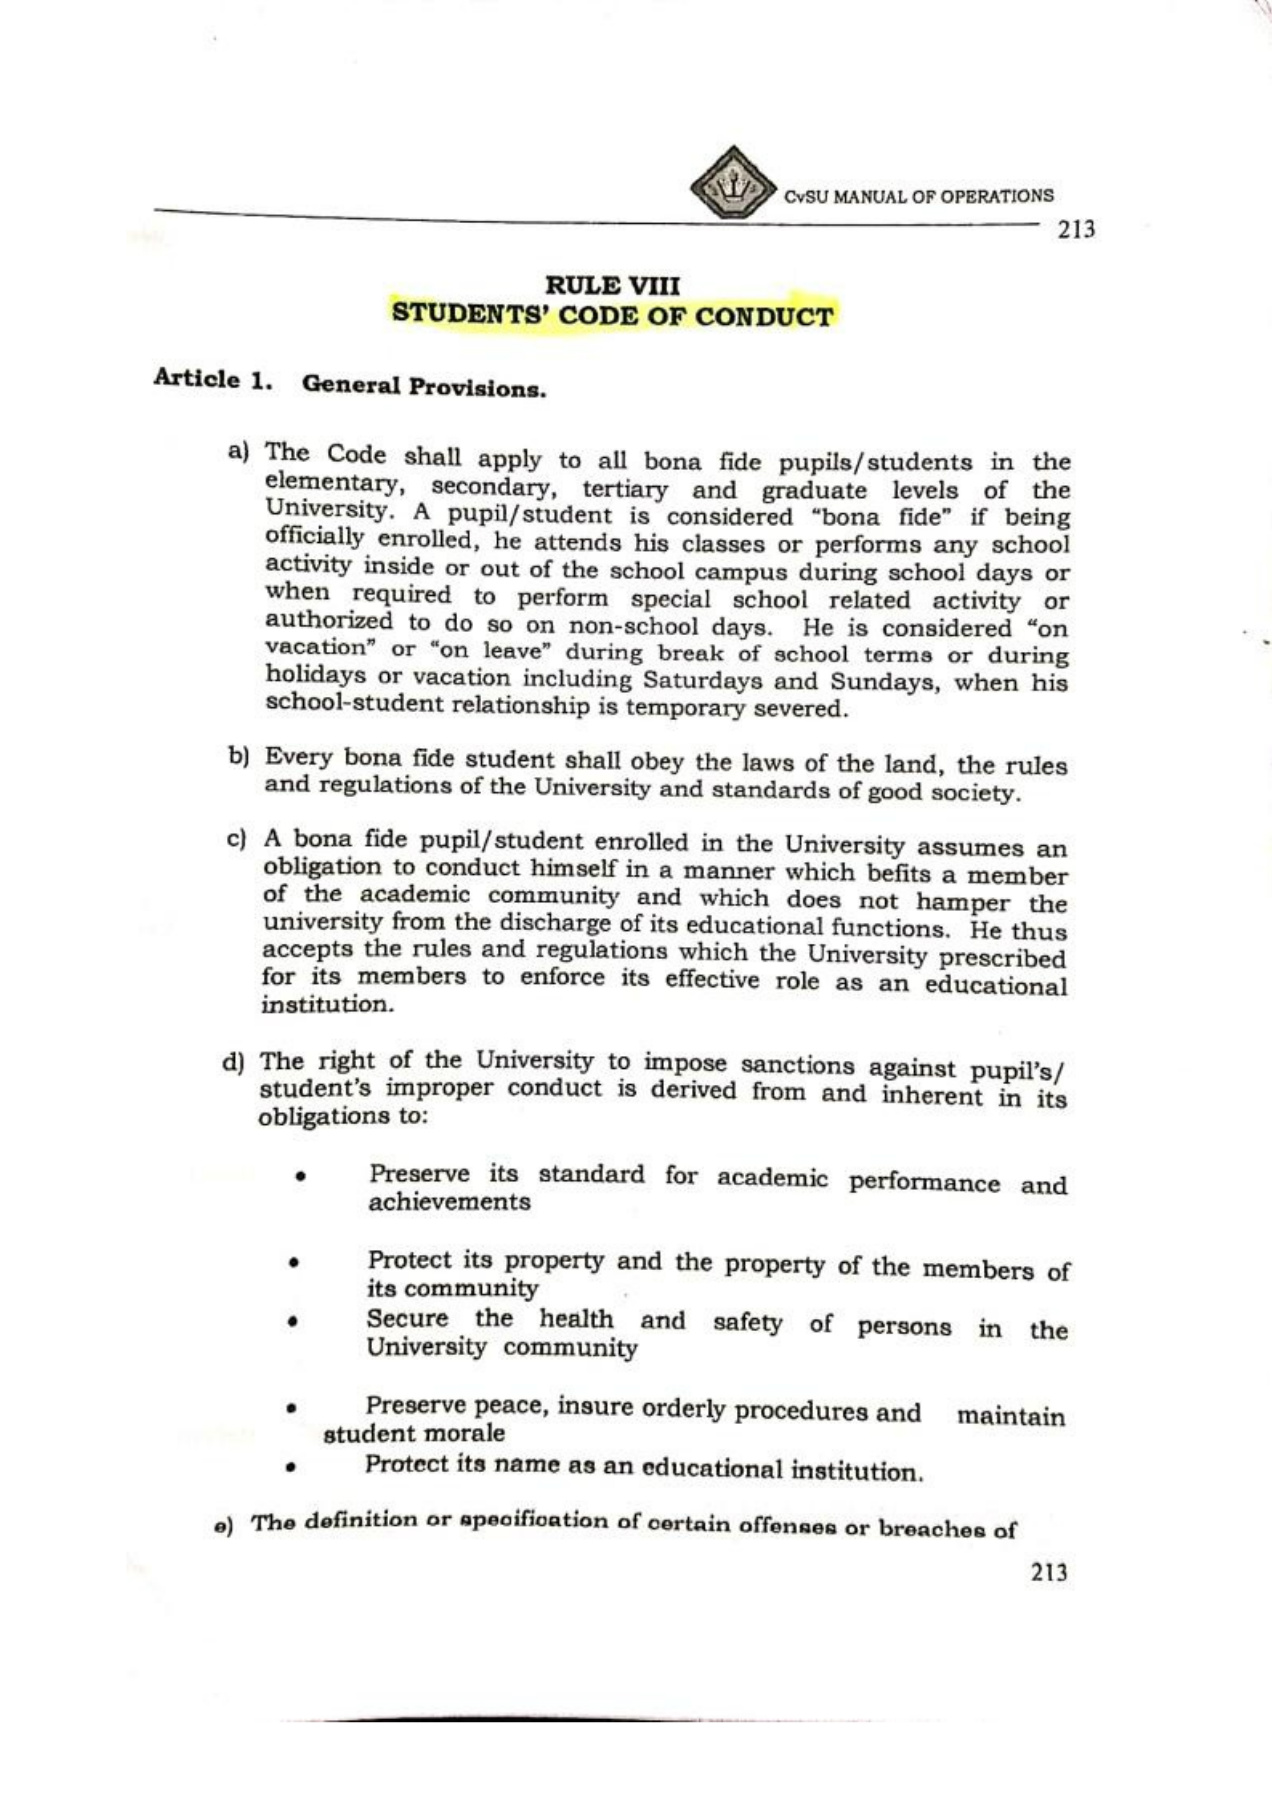 CvSU MANUAL OF OPERATIONS
213
RULE VIII
STUDENTS' CODE OF CONDUCT
Article 1. General Provisions.
a) The Code shall apply to all bona fide pupils/students in the
elementary, secondary, tertiary and graduate levels of the
University. A pupil/student is considered "bona fide" if being
officially enrolled, he attends his classes or performs any school
activity inside or out of the school campus during school days or
when required to perform special school related activity or
authorized to do so on non-school days. He is considered "on
vacation" or "on leave" during break of school terms or during
holidays or vacation including Saturdays and Sundays, when his
school-student relationship is temporary severed.
b) Every bona fide student shall obey the laws of the land, the rules
and regulations of the University and standards of good society.
c) A bona fide pupil/student enrolled in the University assumes an
obligation to conduct himself in a manner which befits a member
of the academic community and which does not hamper the
university from the discharge of its educational functions. He thus
accepts the rules and regulations which the University prescribed
for its members to enforce its effective role as an educational
institution.
d) The right of the University to impose sanctions against pupil's/
student's improper conduct is derived from and inherent in its
obligations to:
• Preserve its standard for academic performance and
achievements
• Protect its property and the property of the members of
its community
• Secure the health and safety of persons in the
University community
• Preserve peace, insure orderly procedures and maintain
student morale
• Protect its name as an educational institution.
e) The definition or specification of certain offenses or breaches of
213